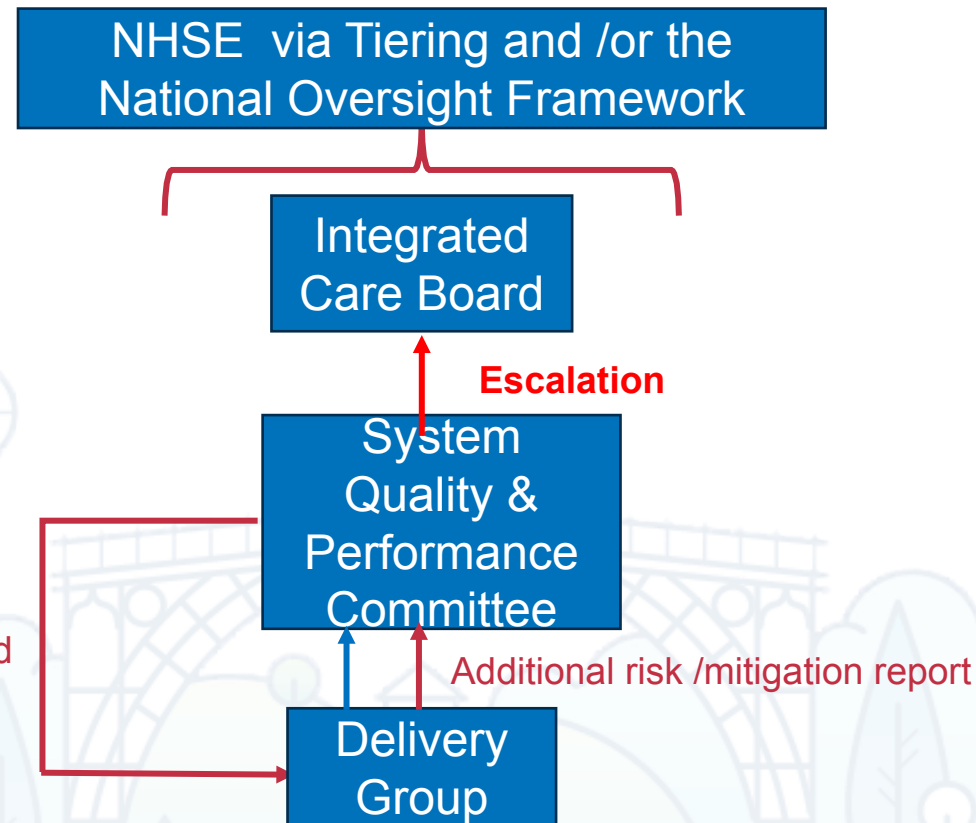 NHSE via Tiering and /or the
National Oversight Framework
Integrated
Care Board
Escalation
System
Quality &
Performance
Committee
Additional risk /mitigation report
Delivery
Group